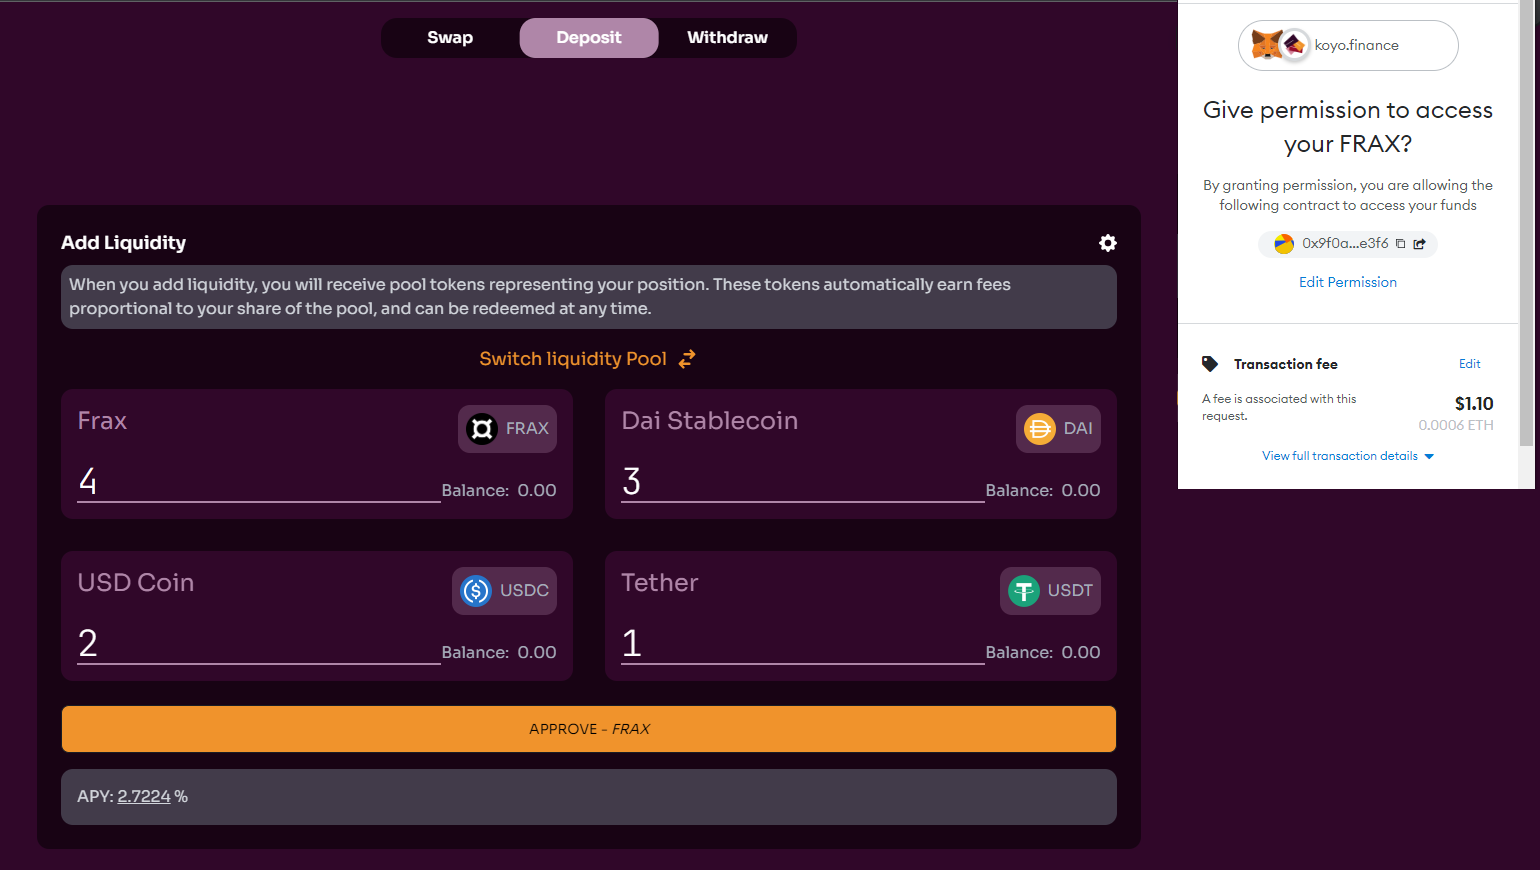 Swap
Deposit
Withdraw
Add Liquidity
When you add liquidity, you will receive pool tokens representing your position. These tokens automatically earn fees
proportional to your share of the pool, and can be redeemed at any time.
Switch liquidity Pool
Frax
FRAX
4
Balance: 0.00
Dai Stablecoin
DAI
3
Balance: 0.00
USD Coin
USDC
2
Balance: 0.00
Tether
USDT
1
Balance: 0.00
APPROVE - FRAX
APY: 2.7224 %
koyo.finance
Give permission to access
your FRAX?
By granting permission, you are allowing the
following contract to access your funds
0x9f0a...e3f6
Edit Permission
Transaction fee
Edit
A fee is associated with this
request.
$1.10
0.0006 ETH
View full transaction details